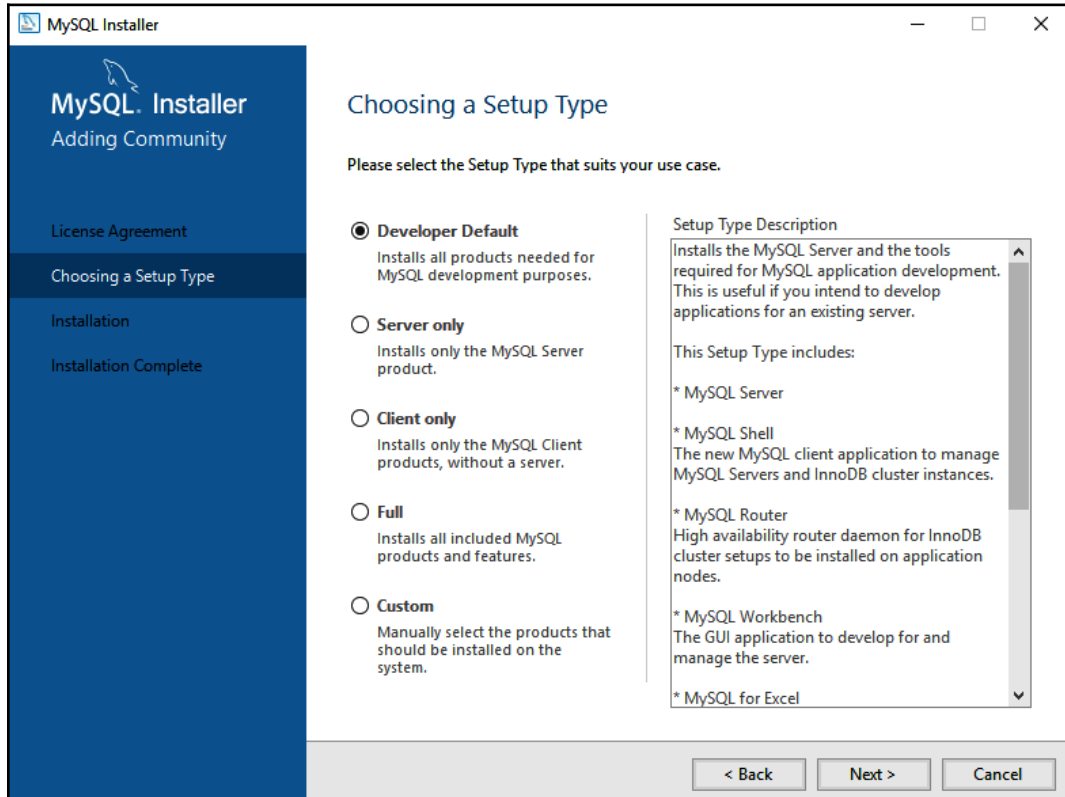 MySQL Installer
MySQL. Installer
Adding Community
License Agreement
Choosing a Setup Type
Installation
Installation Complete
Choosing a Setup Type
Please select the Setup Type that suits your use case.
Developer Default
Installs all products needed for
MySQL development purposes.
Server only
Installs only the MySQL Server
product.
Client only
Installs only the MySQL Client
products, without a server.
Full
Installs all included MySQL
products and features.
Custom
Manually select the products that
should be installed on the
system.
Setup Type Description
Installs the MySQL Server and the tools
required for MySQL application development.
This is useful if you intend to develop
applications for an existing server.
This Setup Type includes:
* MySQL Server
* MySQL Shell
The new MySQL client application to manage
MySQL Servers and InnoDB cluster instances.
* MySQL Router
High availability router daemon for InnoDB
cluster setups to be installed on application
nodes.
* MySQL Workbench
The GUI application to develop for and
manage the server.
* MySQL for Excel
< Back
Next >
Cancel